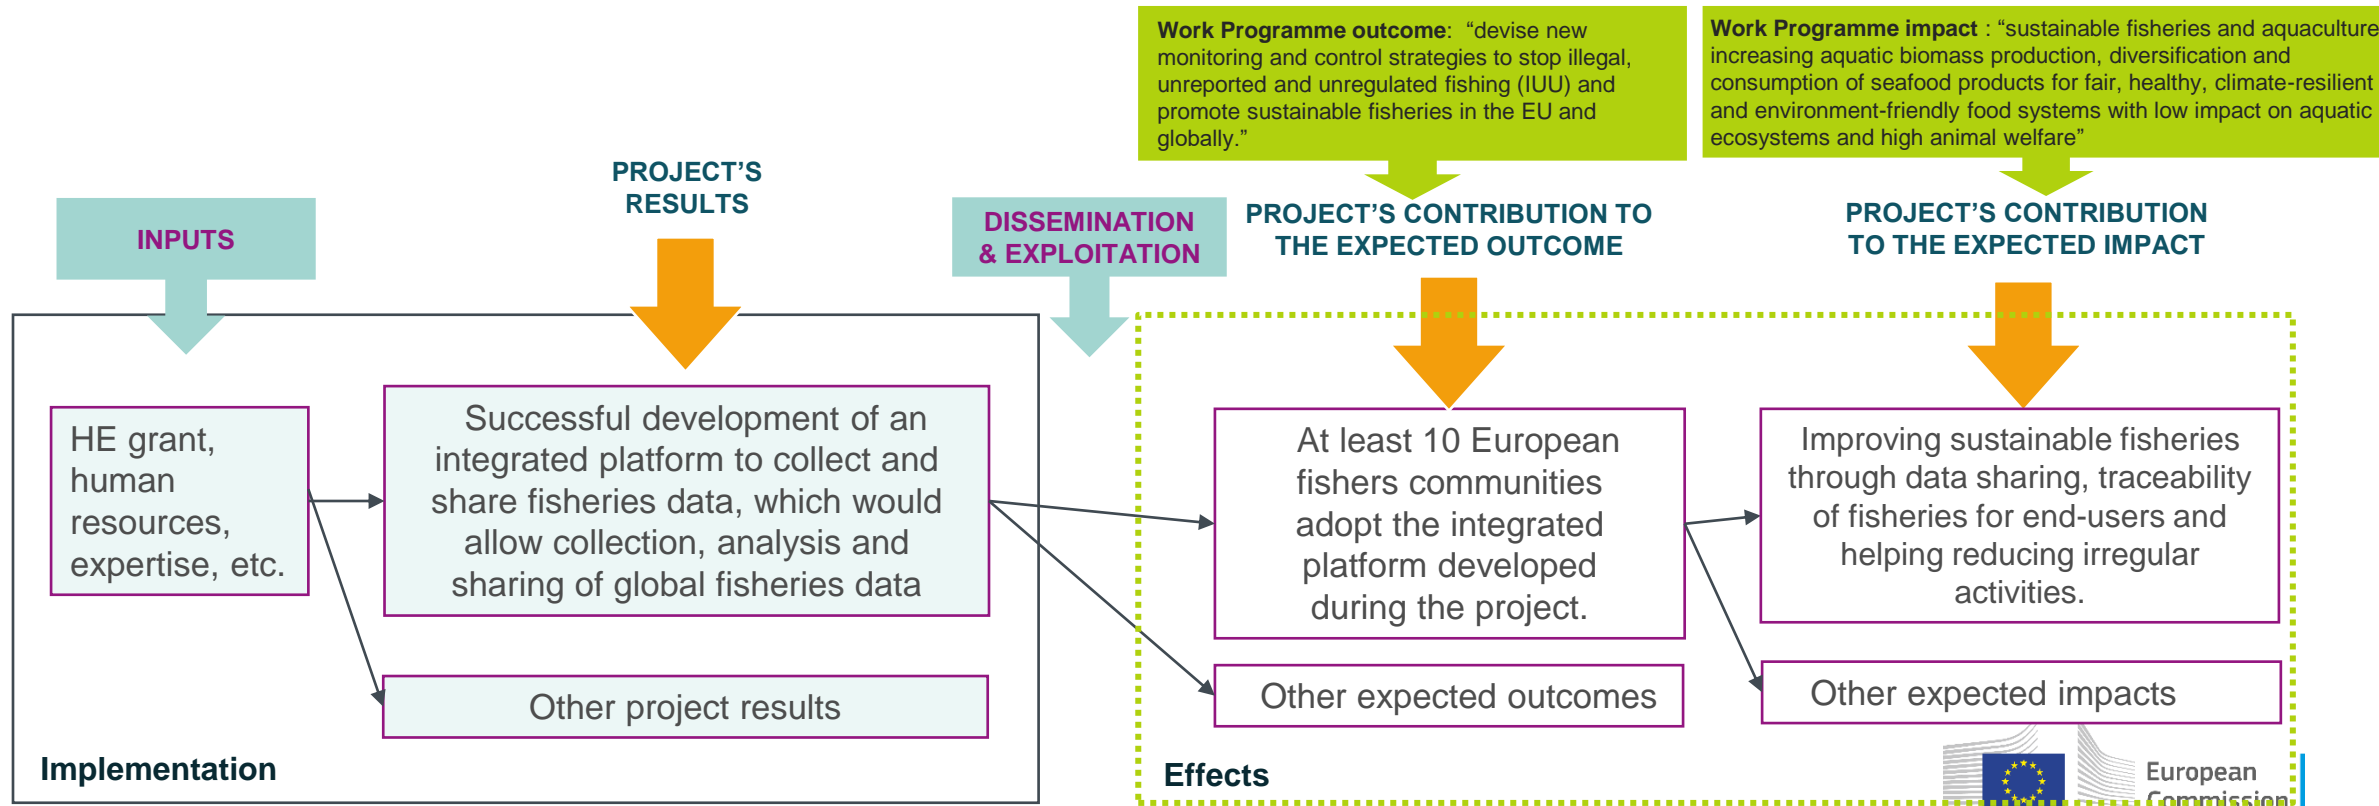 Work Programme outcome: “devise new
monitoring and control strategies to stop illegal,
unreported and unregulated fishing (IUU) and
promote sustainable fisheries in the EU and
globally.”
Work Programme impact : “sustainable fisheries and aquaculture
increasing aquatic biomass production, diversification and
consumption of seafood products for fair, healthy, climate-resilient
and environment-friendly food systems with low impact on aquatic
ecosystems and high animal welfare”
INPUTS
PROJECT’S
RESULTS
DISSEMINATION
& EXPLOITATION
PROJECT’S CONTRIBUTION TO
THE EXPECTED OUTCOME
PROJECT’S CONTRIBUTION
TO THE EXPECTED IMPACT
HE grant,
human
resources,
expertise, etc.
Successful development of an
integrated platform to collect and
share fisheries data, which would
allow collection, analysis and
sharing of global fisheries data
At least 10 European
fishers communities
adopt the integrated
platform developed
during the project.
Improving sustainable fisheries
through data sharing, traceability
of fisheries for end-users and
helping reducing irregular
activities.
Other project results
Other expected outcomes
Other expected impacts
Implementation
Effects
European
Commission